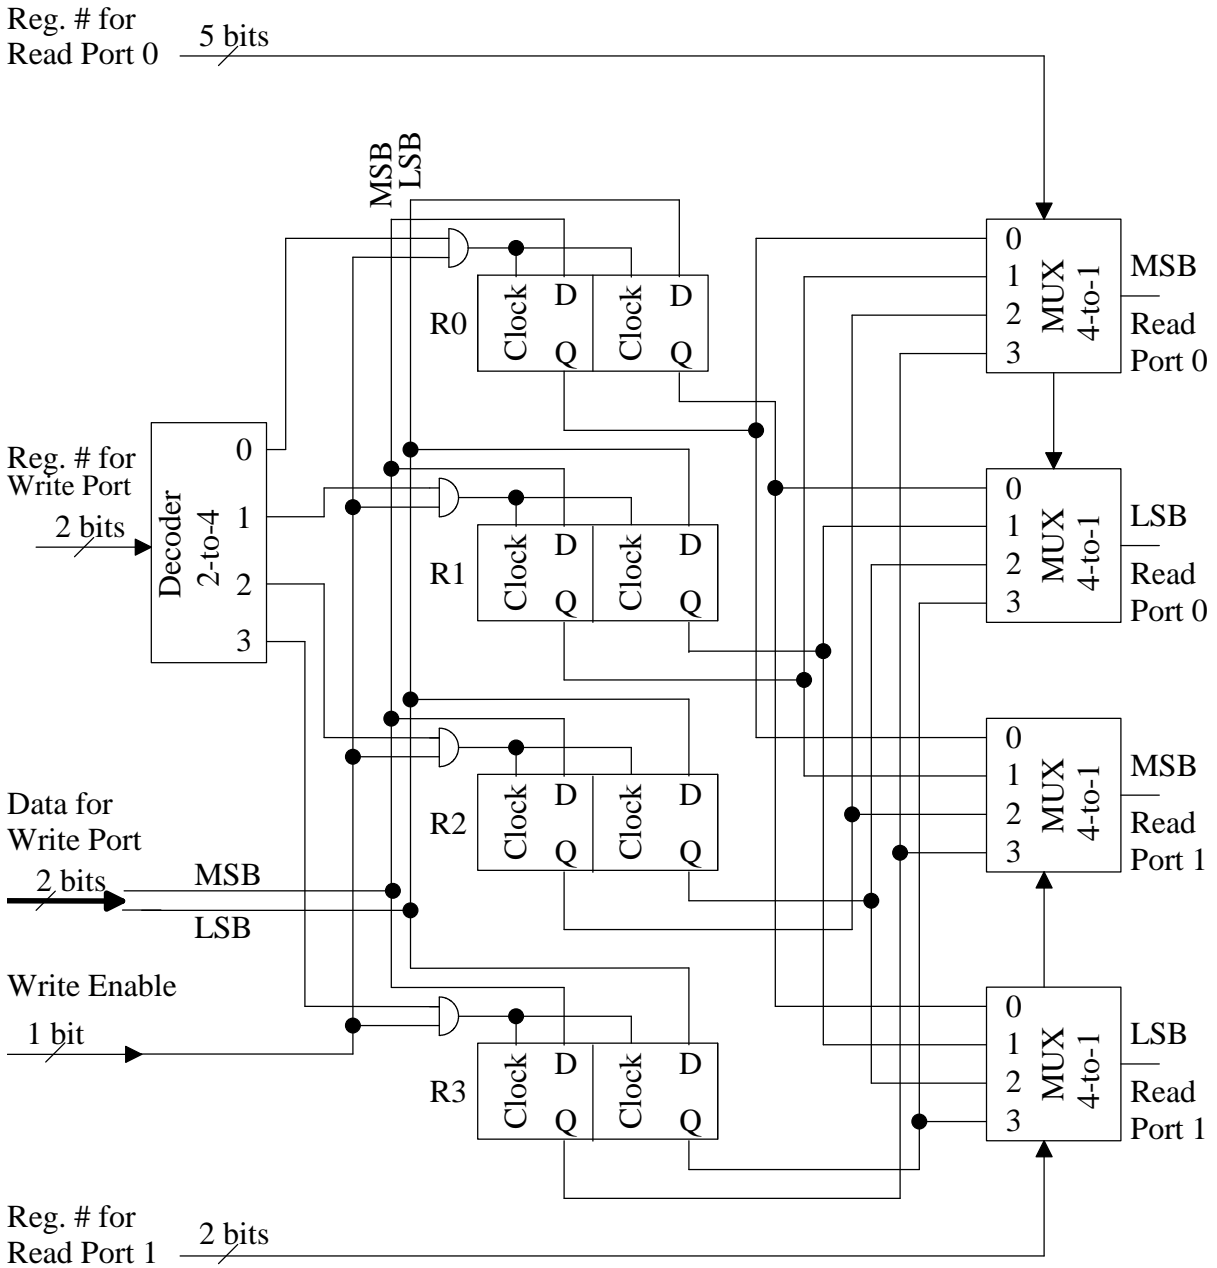 Reg. # for
Read Port 0
5 bits
MSB
LSB
0
1
2
3
MUX
4-to-1
MSB
Read
Port 0
R0
Clock
D
Q
Clock
D
Q
Reg. # for
Write Port
2 bits
Decoder
2-to-4
0
1
2
3
R1
Clock
D
Q
Clock
D
Q
0
1
2
3
MUX
4-to-1
LSB
Read
Port 0
R2
Clock
D
Q
Clock
D
Q
0
1
2
3
MUX
4-to-1
MSB
Read
Port 1
Data for
Write Port
2 bits
MSB
LSB
Write Enable
1 bit
R3
Clock
D
Q
Clock
D
Q
0
1
2
3
MUX
4-to-1
LSB
Read
Port 1
Reg. # for
Read Port 1
2 bits